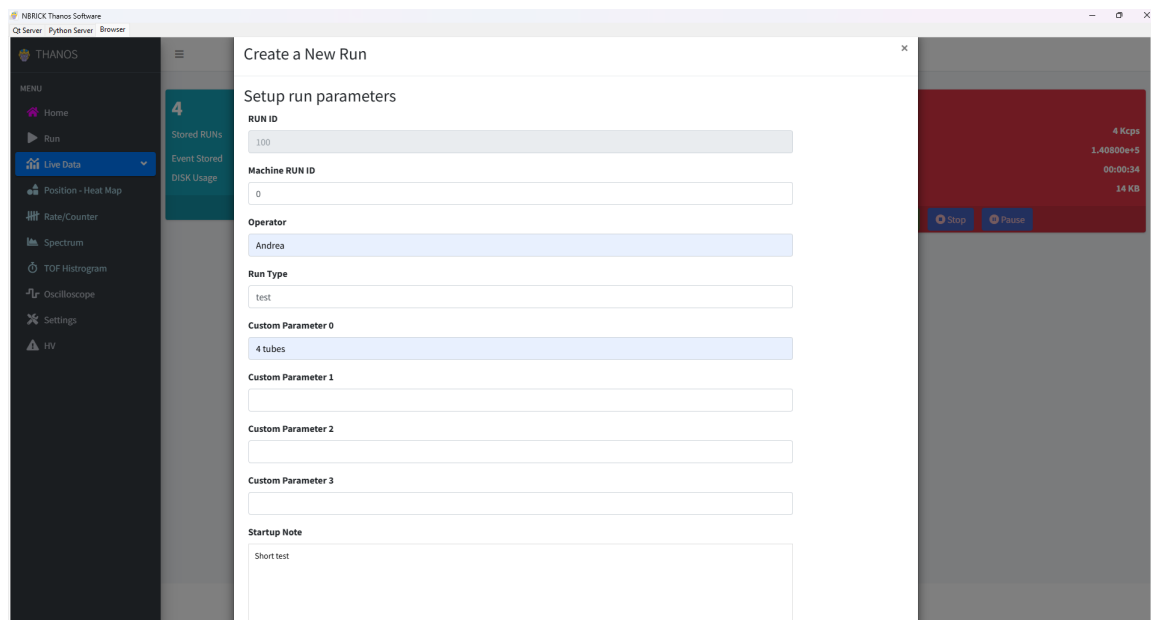 NBRICK Thanos Software
Qt Server Python Server Browser
THANOS
MENU
Home
Run
Live Data
Position - Heat Map
Rate/Counter
Spectrum
TOF Histrogram
Oscilloscope
Settings
HV
4
Stored RUNs
Event Stored
DISK Usage
Create a New Run
×
Setup run parameters
RUN ID
100
Machine RUN ID
0
Operator
Andrea
Run Type
test
Custom Parameter 0
4 tubes
Custom Parameter 1
Custom Parameter 2
Custom Parameter 3
Startup Note
Short test
4 Kcps
1.40800e+5
00:00:34
14 KB
Stop Pause